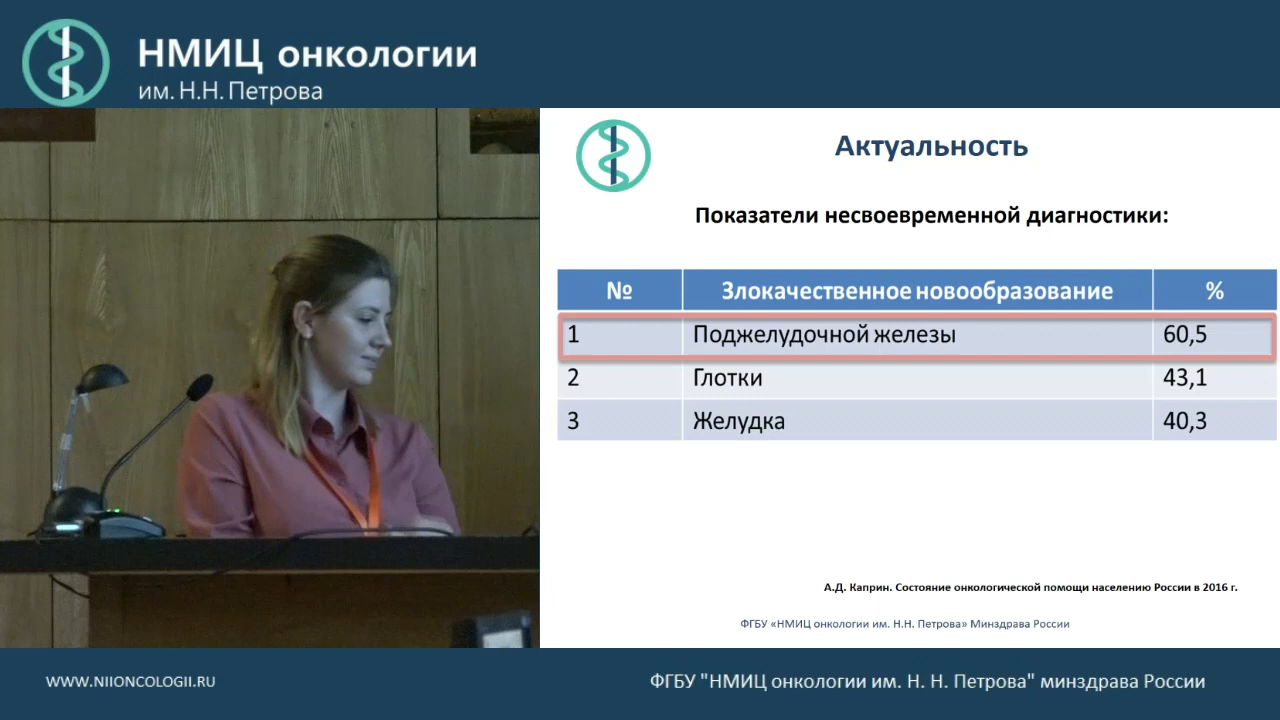 НМИЦ онкологии
им. Н.Н. Петрова
Актуальность
Показатели несвоевременной диагностики:
№ Злокачественное новообразование %
1 Поджелудочной железы 60,5
2 Глотки 43,1
3 Желудка 40,3
А.Д. Каприн. Состояние онкологической помощи населению России в 2016 г.
ФГБУ «НМИЦ онкологии им. Н.Н. Петрова» Минздрава России
WWW.NIIONCOLOGII.RU
ФГБУ "НМИЦ онкологии им. Н. Н. Петрова" минздрава России